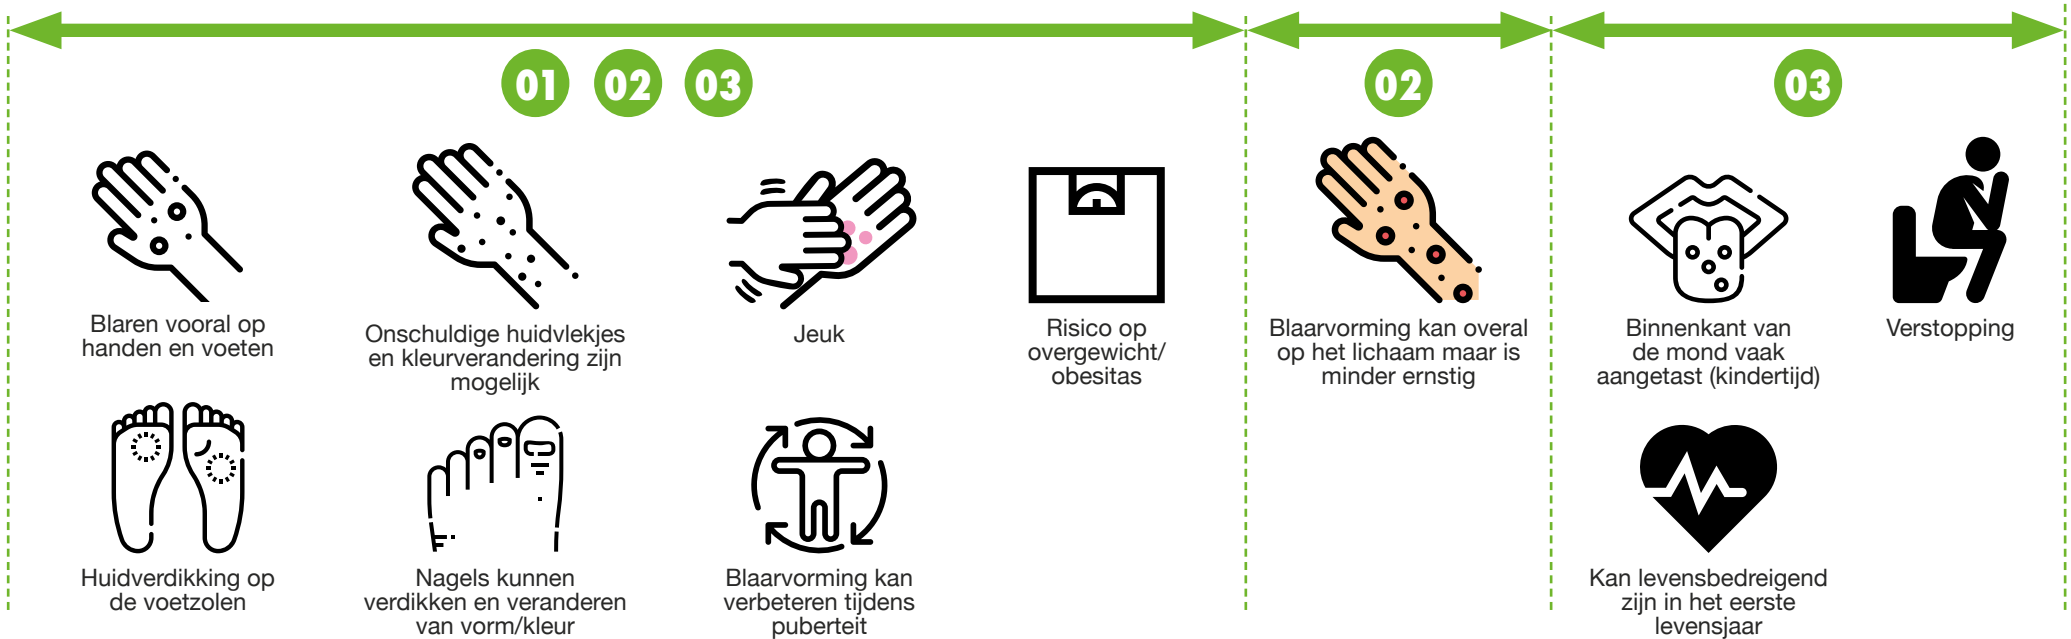 01 02 03
02
03
Blaren vooral op
handen en voeten
Onschuldige huidvlekjes
en kleurverandering zijn
mogelijk
Jeuk
Risico op
overgewicht/
obesitas
Blaarvorming kan overal
op het lichaam maar is
minder ernstig
Binnenkant van
de mond vaak
aangetast (kindertijd)
Verstopping
Huidverdikking op
de voetzolen
Nagels kunnen
verdikken en veranderen
van vorm/kleur
Blaarvorming kan
verbeteren tijdens
puberteit
Kan levensbedreigend
zijn in het eerste
levensjaar